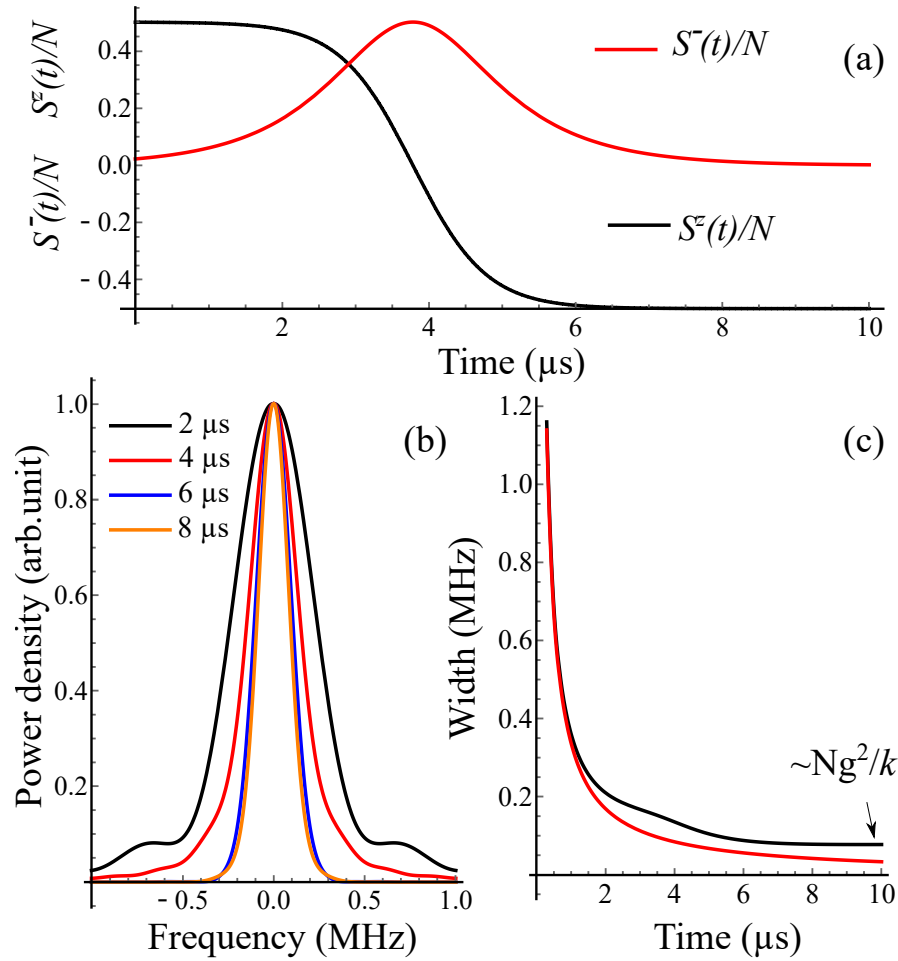 S⁻(t)/N
(a)
S⁻(t)/N Sᶻ(t)/N
0.4
0.2
0.0
- 0.2
- 0.4
Sᶻ(t)/N
2 4 6 8 10
Time (µs)
(b)
2 µs
4 µs
6 µs
8 µs
Power density (arb.unit)
1.0
0.8
0.6
0.4
0.2
- 0.5 0.0 0.5 1.0
Frequency (MHz)
(c)
Width (MHz)
1.2
1.0
0.8
0.6
0.4
0.2
~Ng²/k
2 4 6 8 10
Time (µs)